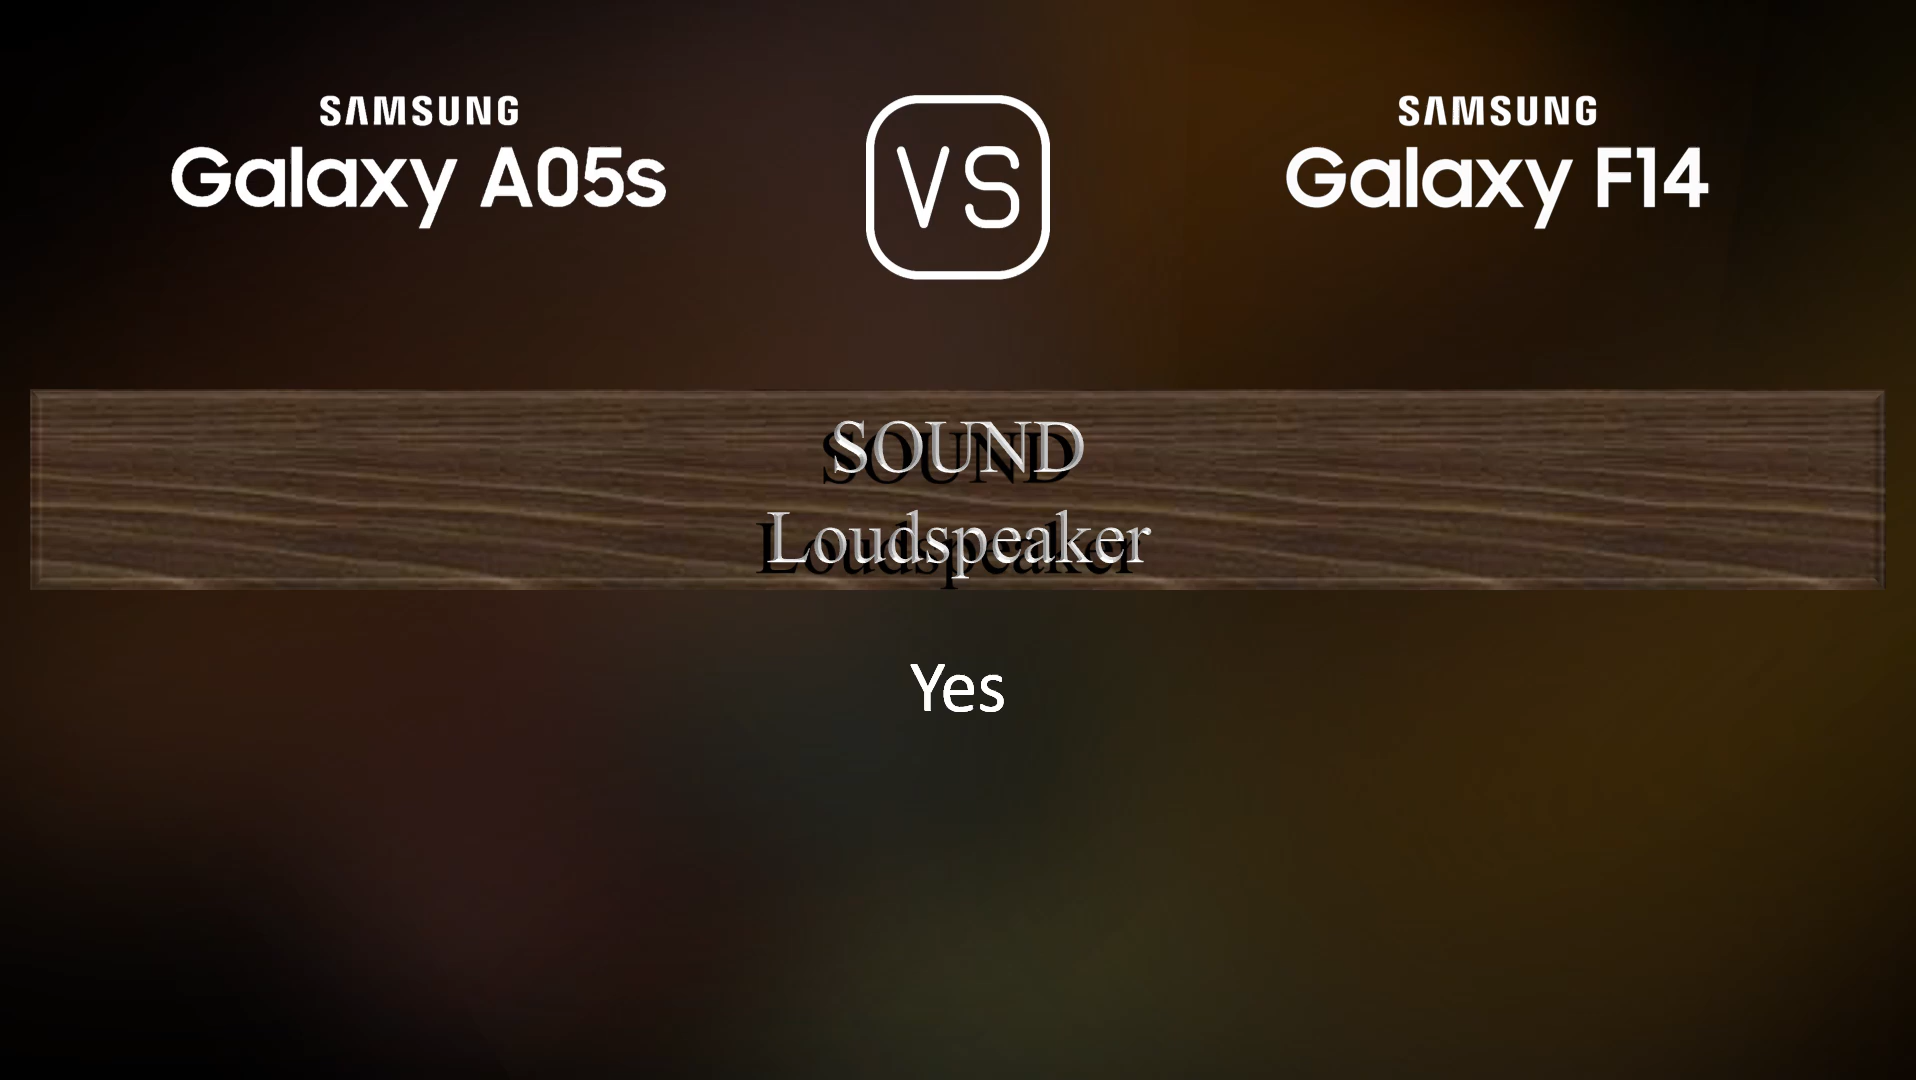 SAMSUNG
Galaxy A05s
VS
SAMSUNG
Galaxy F14
SOUND
Loudspeaker
Yes